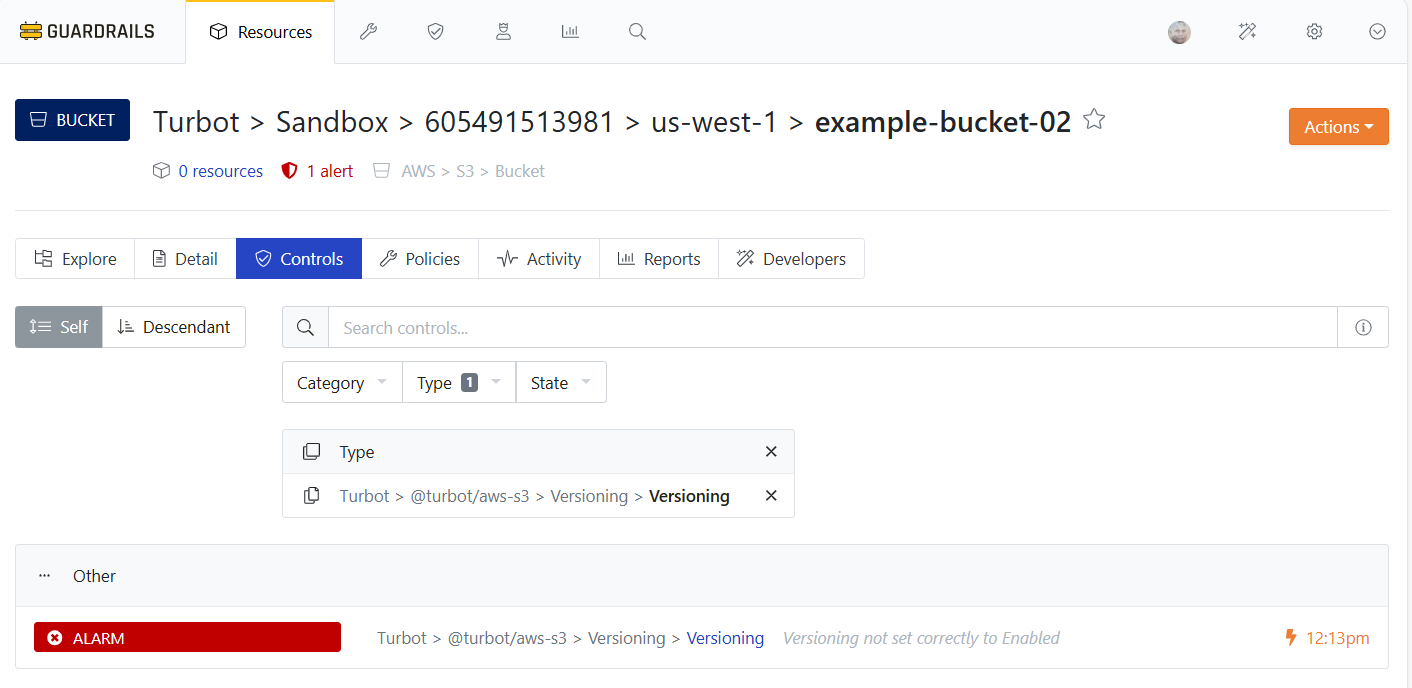 GUARDRAILS Resources
BUCKET Turbot > Sandbox > 605491513981 > us-west-1 > example-bucket-02 Actions
0 resources 1 alert AWS > S3 > Bucket
Explore Detail Controls Policies Activity Reports Developers
Self Descendant Search controls...
Category Type 1 State
Type
Turbot > @turbot/aws-s3 > Versioning > Versioning
Other
ALARM Turbot > @turbot/aws-s3 > Versioning > Versioning Versioning not set correctly to Enabled 12:13pm